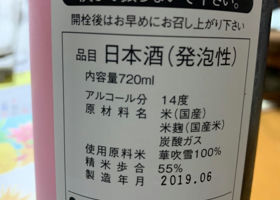 開栓後はお早めにお召し上がり下さい
品目 日本酒(発泡性)
内容量720ml
アルコール分 14度
原材料名 米(国産)
米麹(国産米)
炭酸ガス
使用原料米 華吹雪100%
精米歩合 55%
製造年月 2019.06